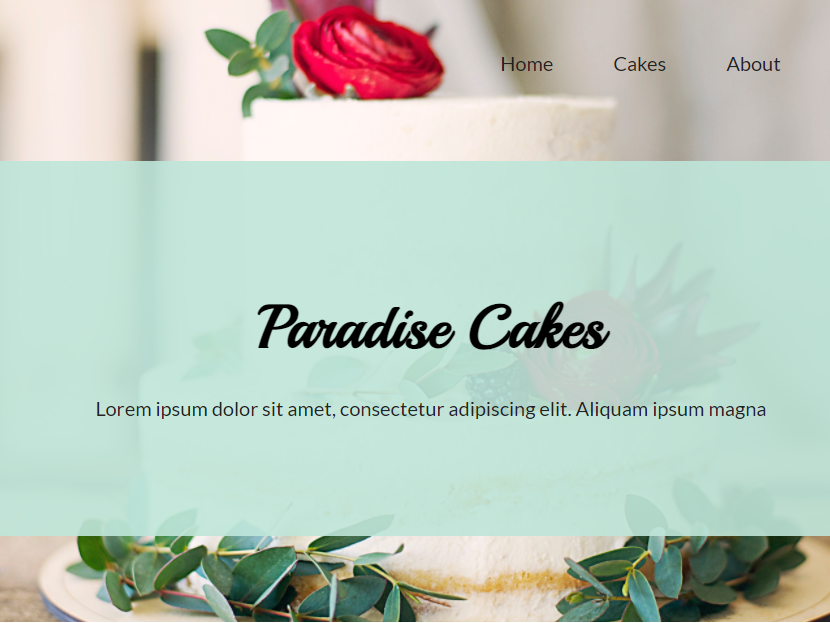 Home Cakes About
Paradise Cakes
Lorem ipsum dolor sit amet, consectetur adipiscing elit. Aliquam ipsum magna